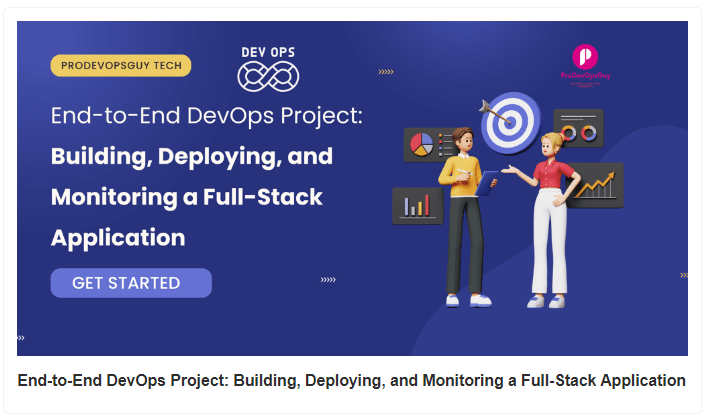 PRODEVOPSGUY TECH
DEV OPS
ProDevOpsGuy
End-to-End DevOps Project:
Building, Deploying, and
Monitoring a Full-Stack
Application
GET STARTED
End-to-End DevOps Project: Building, Deploying, and Monitoring a Full-Stack Application